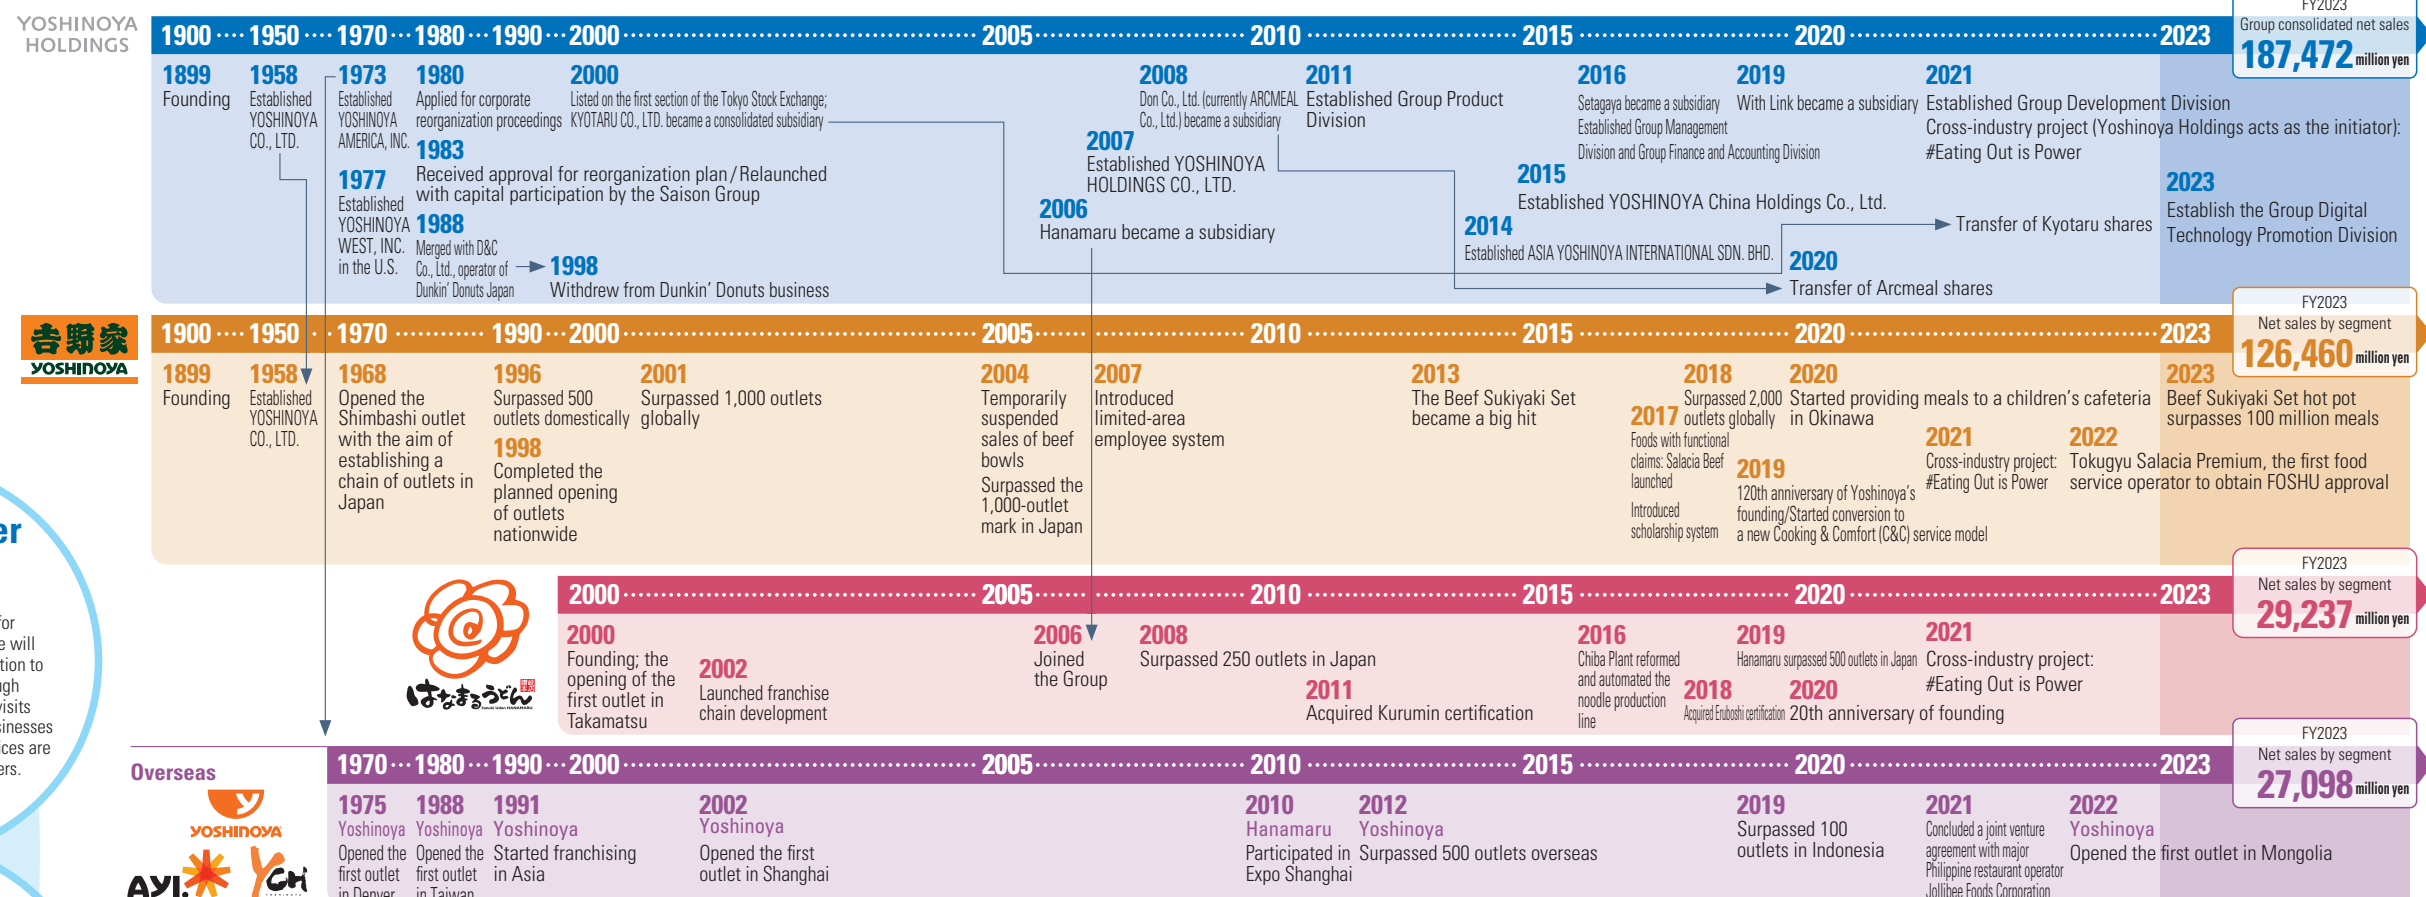 YOSHINOYA
HOLDINGS
1900 1950 1970 1980 1990 2000 2005 2010 2015 2020 2023
FY2023
Group consolidated net sales
187,472 million yen
1899
Founding
1958
Established
YOSHINOYA
CO., LTD.
1973
Established
YOSHINOYA
AMERICA, INC.
1977
Established
YOSHINOYA
WEST, INC.
in the U.S.
1980
Applied for corporate
reorganization proceedings
1983
Received approval for reorganization plan / Relaunched
with capital participation by the Saison Group
1988
Merged with D&C
Co., Ltd., operator of
Dunkin' Donuts Japan
1998
Withdrew from Dunkin' Donuts business
2000
Listed on the first section of the Tokyo Stock Exchange;
KYOTARU CO., LTD. became a consolidated subsidiary
2006
Hanamaru became a subsidiary
2007
Established YOSHINOYA
HOLDINGS CO., LTD.
2008
Don Co., Ltd. (currently ARCMEAL
Co., Ltd.) became a subsidiary
2011
Established Group Product
Division
2014
Established ASIA YOSHINOYA INTERNATIONAL SDN. BHD.
2015
Established YOSHINOYA China Holdings Co., Ltd.
2016
Setagaya became a subsidiary
Established Group Management
Division and Group Finance and Accounting Division
2019
With Link became a subsidiary
2020
Transfer of Arcmeal shares
2021
Established Group Development Division
Cross-industry project (Yoshinoya Holdings acts as the initiator):
#Eating Out is Power
Transfer of Kyotaru shares
2023
Establish the Group Digital
Technology Promotion Division
吉野家
YOSHINOYA
1900 1950 1970 1990 2000 2005 2010 2015 2020 2023
FY2023
Net sales by segment
126,460 million yen
1899
Founding
1958
Established
YOSHINOYA
CO., LTD.
1968
Opened the
Shimbashi outlet
with the aim of
establishing a
chain of outlets in
Japan
1996
Surpassed 500
outlets domestically
1998
Completed the
planned opening
of outlets
nationwide
2001
Surpassed 1,000 outlets
globally
2004
Temporarily
suspended
sales of beef
bowls
Surpassed the
1,000-outlet
mark in Japan
2007
Introduced
limited-area
employee system
2013
The Beef Sukiyaki Set
became a big hit
2017
Foods with functional
claims: Salacia Beef
launched
Introduced
scholarship system
2018
Surpassed 2,000
outlets globally
2019
120th anniversary of Yoshinoya's
founding/Started conversion to
a new Cooking & Comfort (C&C) service model
2020
Started providing meals to a children's cafeteria
in Okinawa
2021
Cross-industry project:
#Eating Out is Power
2022
Tokugyu Salacia Premium, the first food
service operator to obtain FOSHU approval
2023
Beef Sukiyaki Set hot pot
surpasses 100 million meals
er
for
e will
tion to
ugh
visits
sinesses
ices are
ers.
はなまるうどん
2000 2005 2010 2015 2020 2023
FY2023
Net sales by segment
29,237 million yen
2000
Founding; the
opening of the
first outlet in
Takamatsu
2002
Launched franchise
chain development
2006
Joined
the Group
2008
Surpassed 250 outlets in Japan
2011
Acquired Kurumin certification
2016
Chiba Plant reformed
and automated the
noodle production
line
2018
Acquired Eruboshi certification
2019
Hanamaru surpassed 500 outlets in Japan
2020
20th anniversary of founding
2021
Cross-industry project:
#Eating Out is Power
Overseas
YOSHINOYA
AYI.
YCH
1970 1980 1990 2000 2005 2010 2015 2020 2023
FY2023
Net sales by segment
27,098 million yen
1975
Yoshinoya
Opened the
first outlet
in Denver
1988
Yoshinoya
Opened the
first outlet
in Taiwan
1991
Yoshinoya
Started franchising
in Asia
2002
Yoshinoya
Opened the first
outlet in Shanghai
2010
Hanamaru
Participated in
Expo Shanghai
2012
Yoshinoya
Surpassed 500 outlets overseas
2019
Surpassed 100
outlets in Indonesia
2021
Concluded a joint venture
agreement with major
Philippine restaurant operator
Jollibee Foods Corporation
2022
Yoshinoya
Opened the first outlet in Mongolia